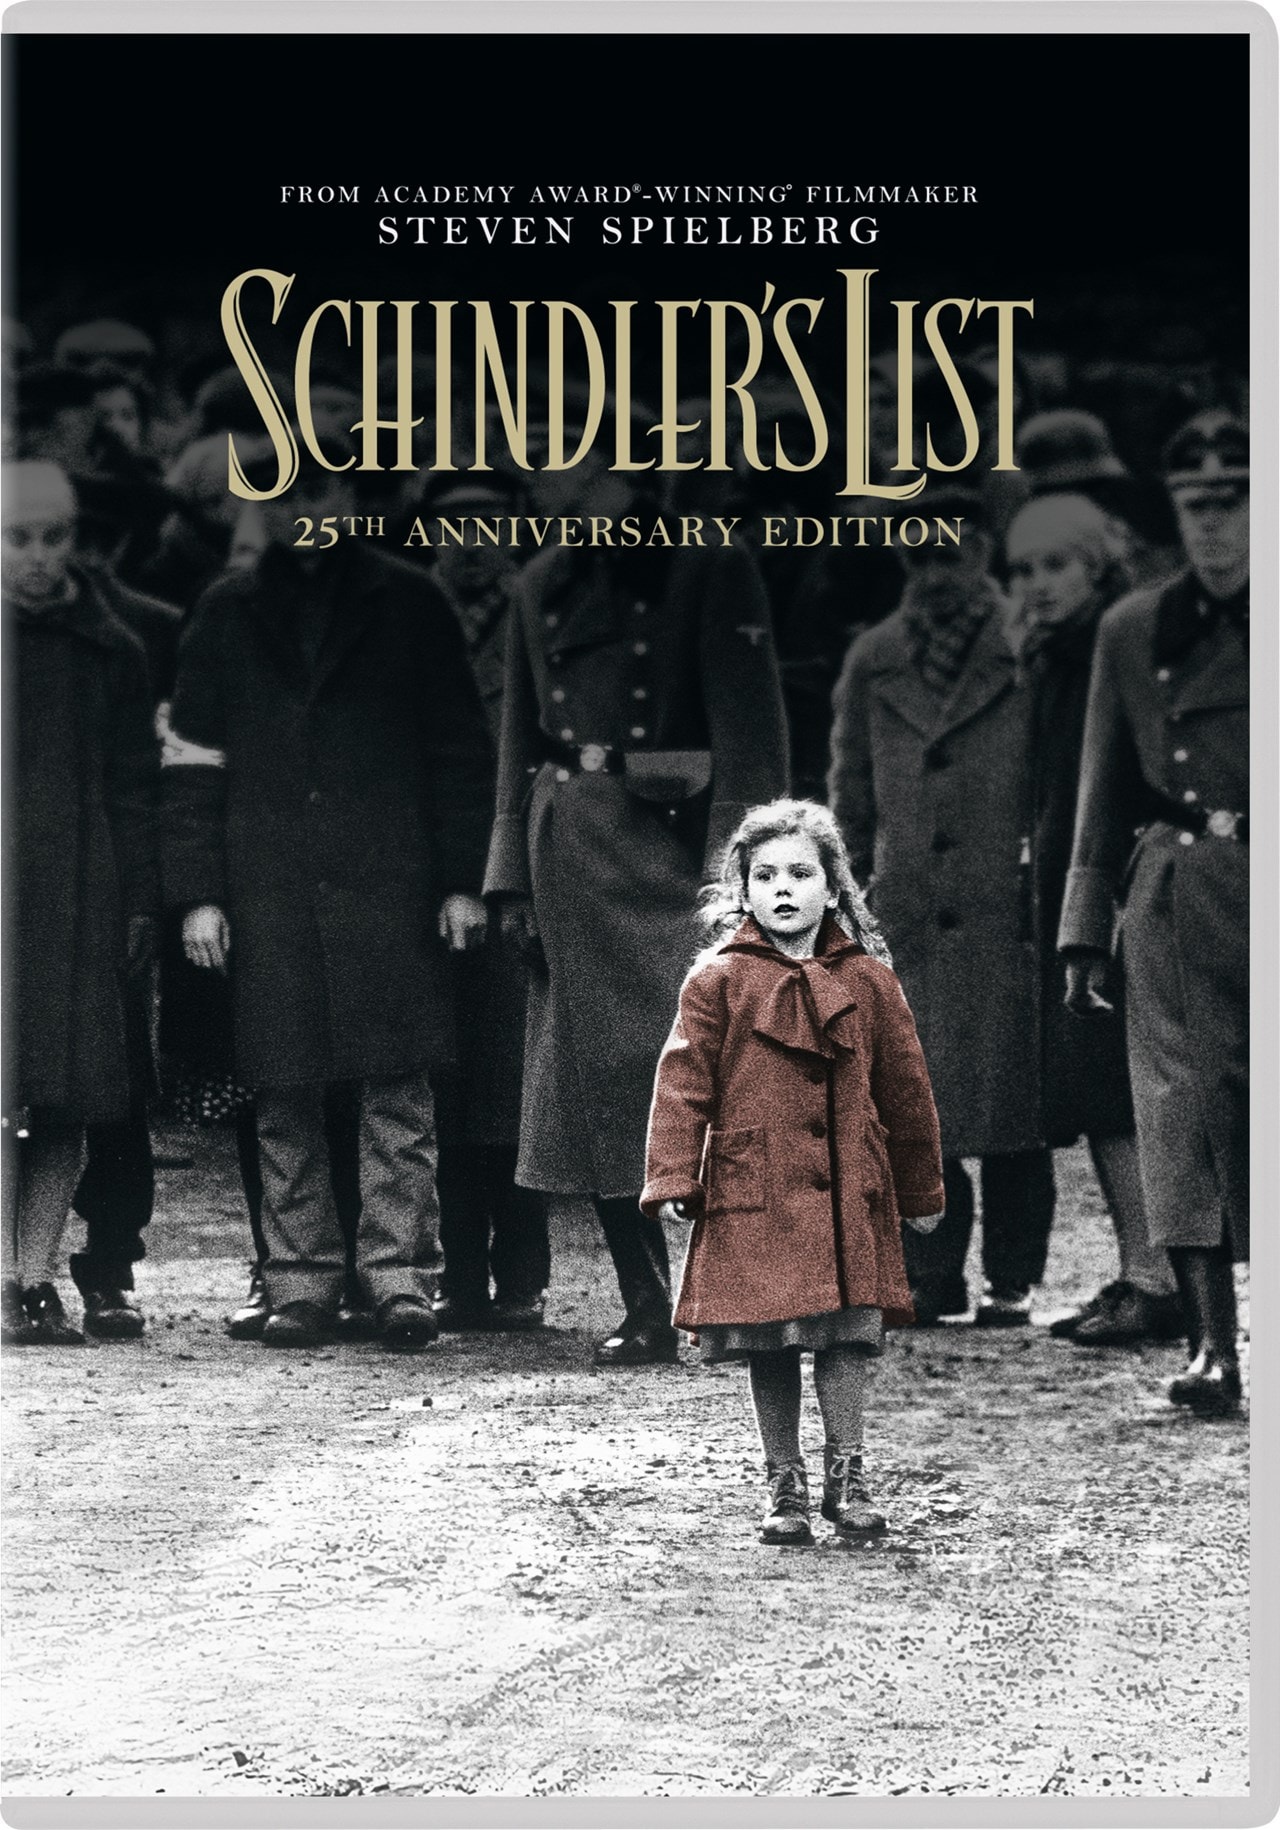 FROM ACADEMY AWARD®-WINNING° FILMMAKER
STEVEN SPIELBERG
SCHINDLER'S LIST
25TH ANNIVERSARY EDITION